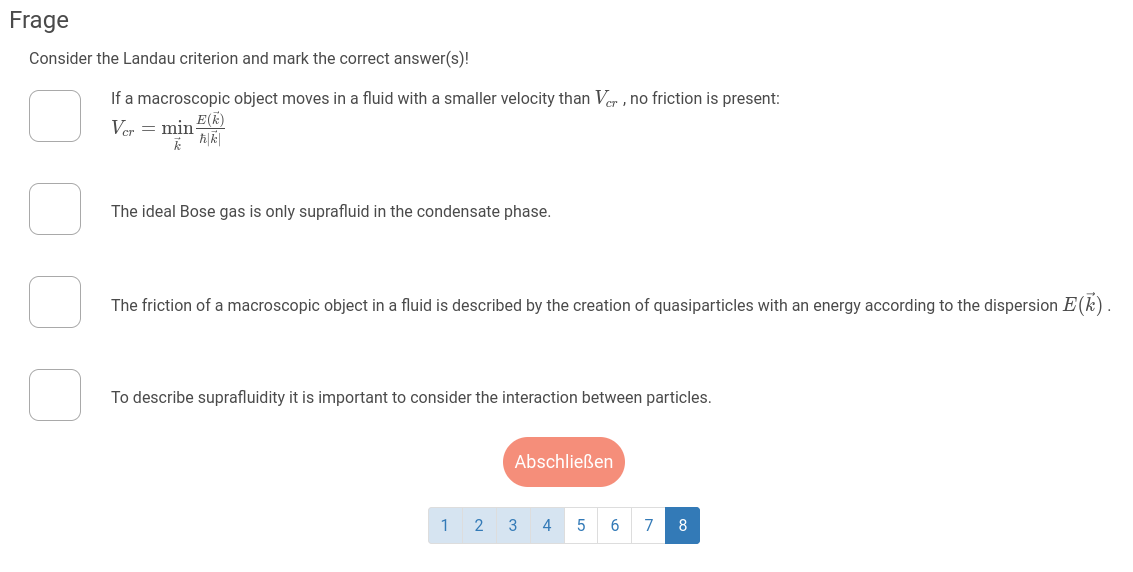 Frage
Consider the Landau criterion and mark the correct answer(s)!
If a macroscopic object moves in a fluid with a smaller velocity than $V_{cr}$ , no friction is present:
$V_{cr} = \min_{\vec{k}} \frac{E(\vec{k})}{\hbar|\vec{k}|}$
The ideal Bose gas is only suprafluid in the condensate phase.
The friction of a macroscopic object in a fluid is described by the creation of quasiparticles with an energy according to the dispersion $E(\vec{k})$ .
To describe suprafluidity it is important to consider the interaction between particles.
Abschließen
1 2 3 4 5 6 7 8